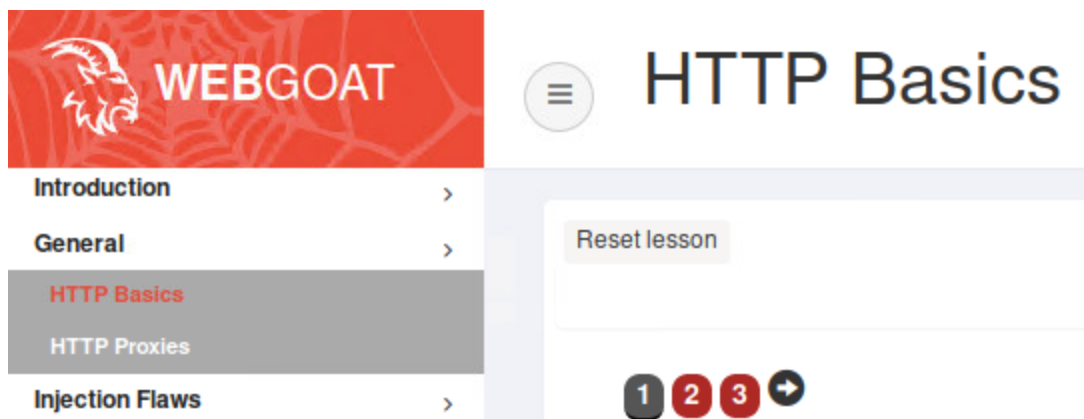 WEBGOAT
HTTP Basics
Introduction
General
HTTP Basics
HTTP Proxies
Injection Flaws
Reset lesson
1 2 3